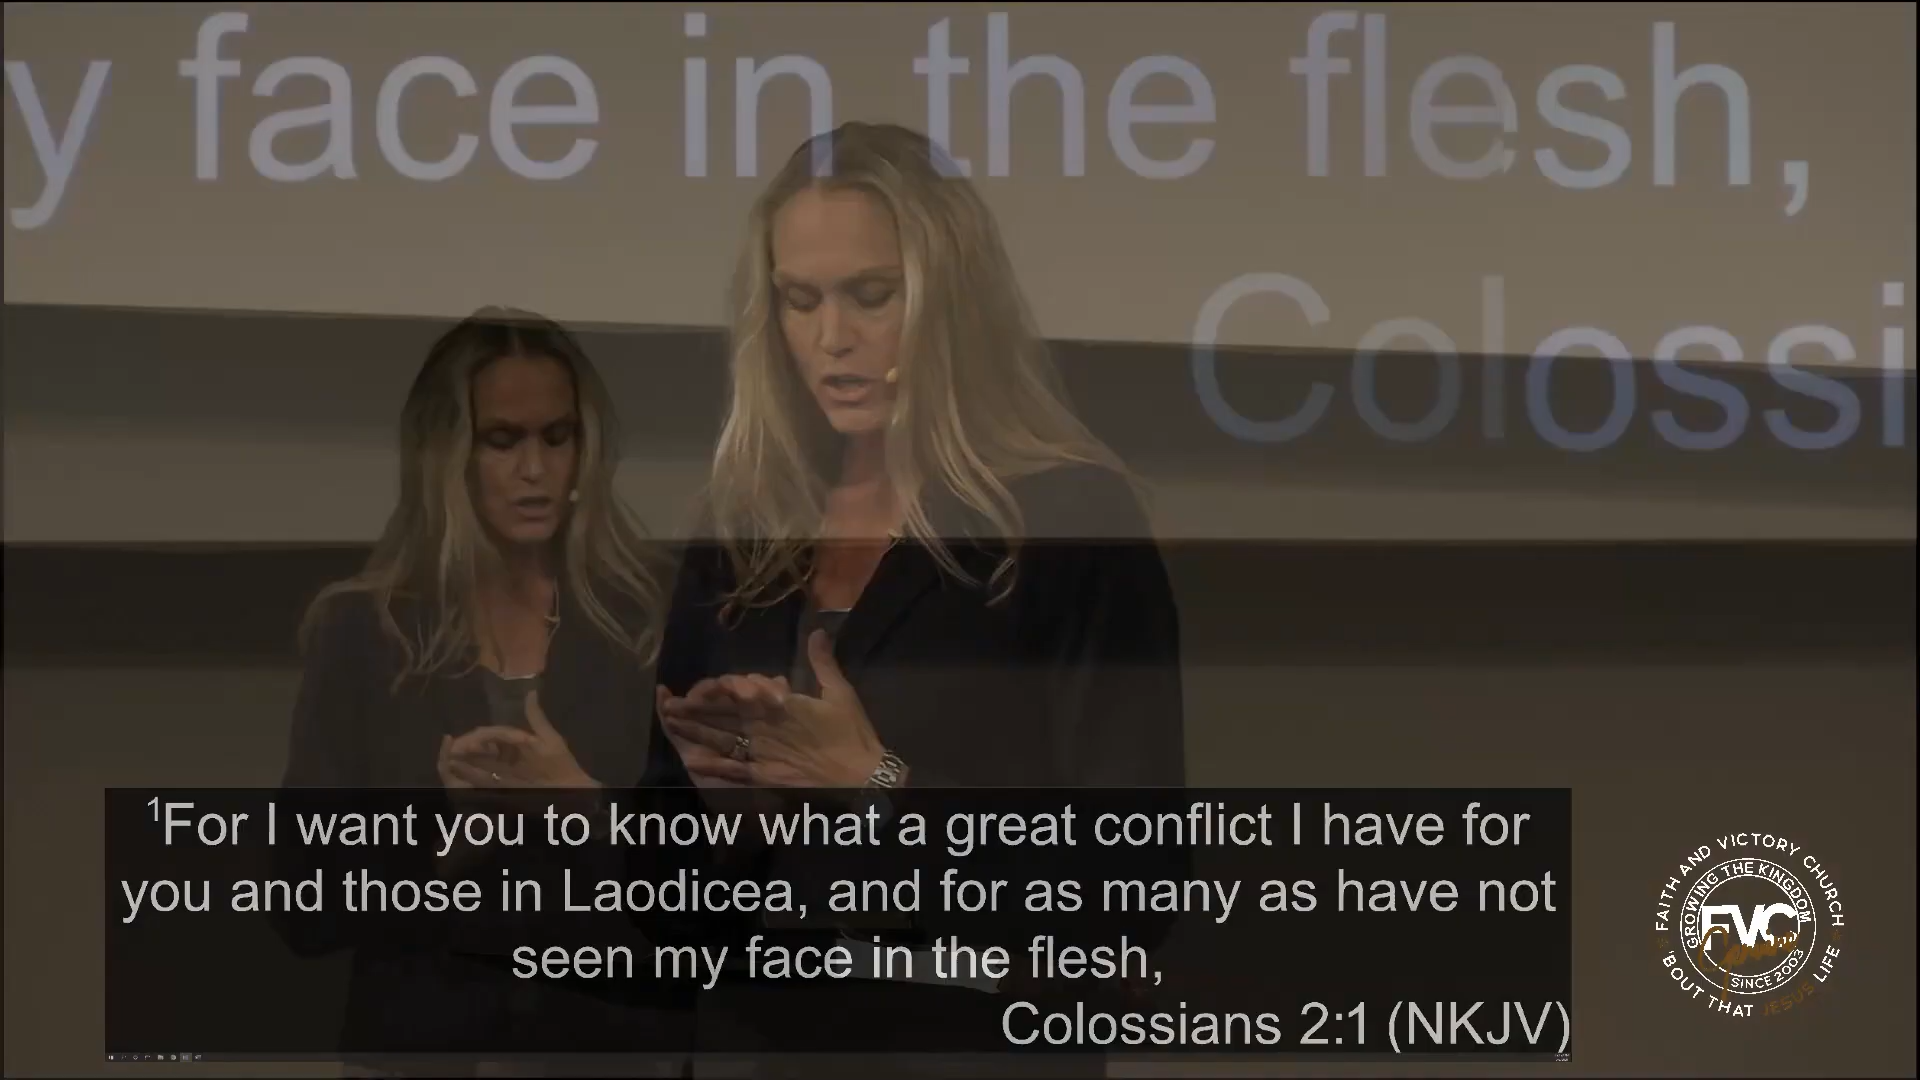 y face in the flesh,
Colossi
¹For I want you to know what a great conflict I have for
you and those in Laodicea, and for as many as have not
seen my face in the flesh,
Colossians 2:1 (NKJV)
FAITH AND VICTORY CHURCH
GROWING THE KINGDOM
FVC
SINCE 2003
'BOUT THAT JESUS LIFE